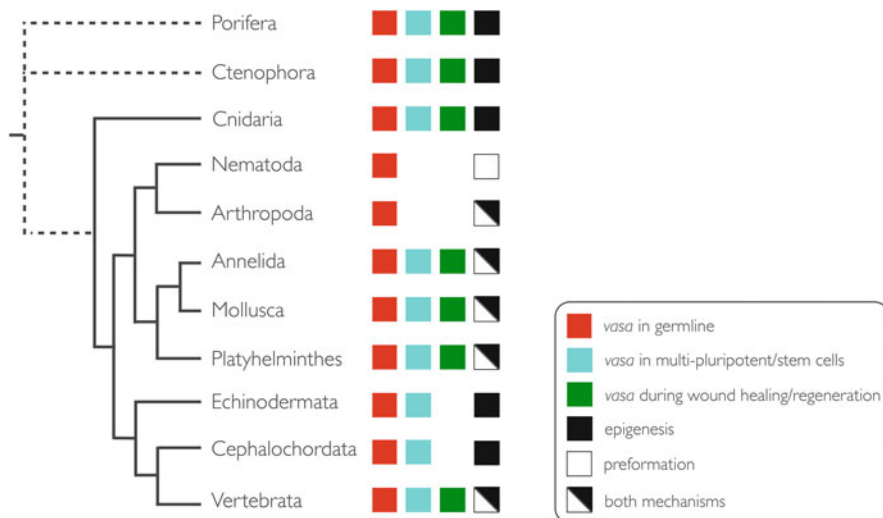 Porifera
Ctenophora
Cnidaria
Nematoda
Arthropoda
Annelida
Mollusca
Platyhelminthes
Echinodermata
Cephalochordata
Vertebrata
vasa in germline
vasa in multi-pluripotent/stem cells
vasa during wound healing/regeneration
epigenesis
preformation
both mechanisms